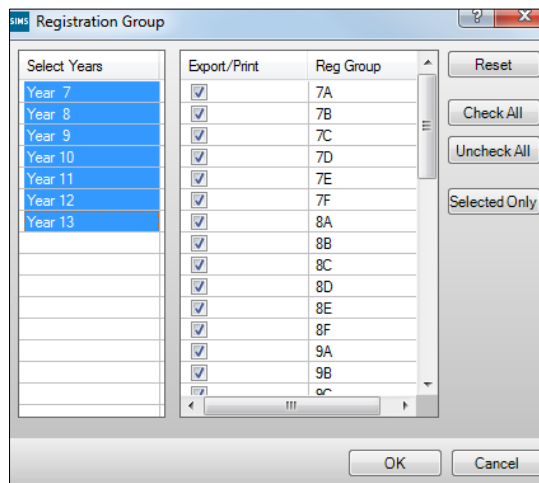 SIMS Registration Group ?
Select Years Export/Print Reg Group Reset
Year 7 7A
Year 8 7B Check All
Year 9 7C
Year 10 7D Uncheck All
Year 11 7E
Year 12 7F Selected Only
Year 13 8A
8B
8C
8D
8E
8F
9A
9B
9C
OK Cancel